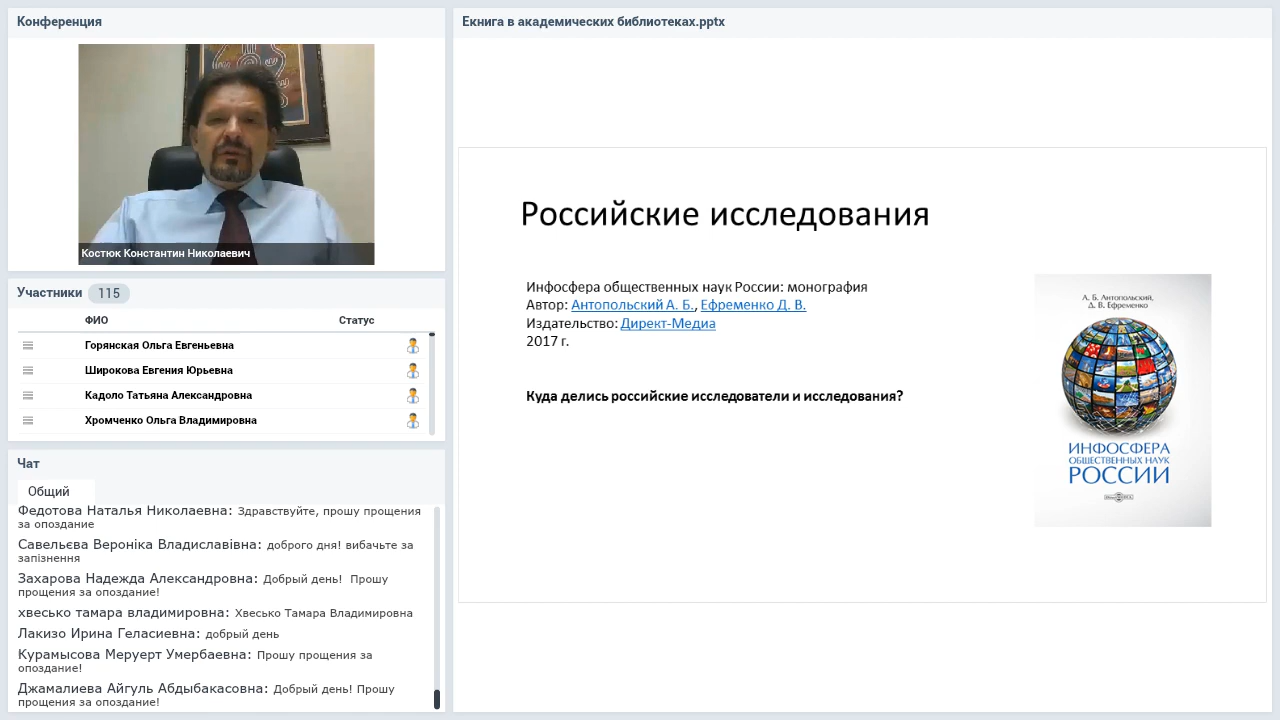 Конференция
Костюк Константин Николаевич
Участники 115
ФИО Статус
Горянская Ольга Евгеньевна
Широкова Евгения Юрьевна
Кадоло Татьяна Александровна
Хромченко Ольга Владимировна
Чат
Общий
Федотова Наталья Николаевна: Здравствуйте, прошу прощения
за опоздание
Савельєва Вероніка Владиславівна: доброго дня! вибачьте за
запізнення
Захарова Надежда Александровна: Добрый день! Прошу
прощения за опоздание!
хвесько тамара владимировна: Хвесько Тамара Владимировна
Лакизо Ирина Геласиевна: добрый день
Курамысова Меруерт Умербаевна: Прошу прощения за
опоздание!
Джамалиева Айгуль Абдыбакасовна: Добрый день! Прошу
прощения за опоздание!
Екнига в академических библиотеках.pptx
Российские исследования
Инфосфера общественных наук России: монография
Автор: Антопольский А. Б., Ефременко Д. В.
Издательство: Директ-Медиа
2017 г.
Куда делись российские исследователи и исследования?
А. Б. Антопольский,
Д. В. Ефременко
ИНФОСФЕРА
ОБЩЕСТВЕННЫХ НАУК
РОССИИ